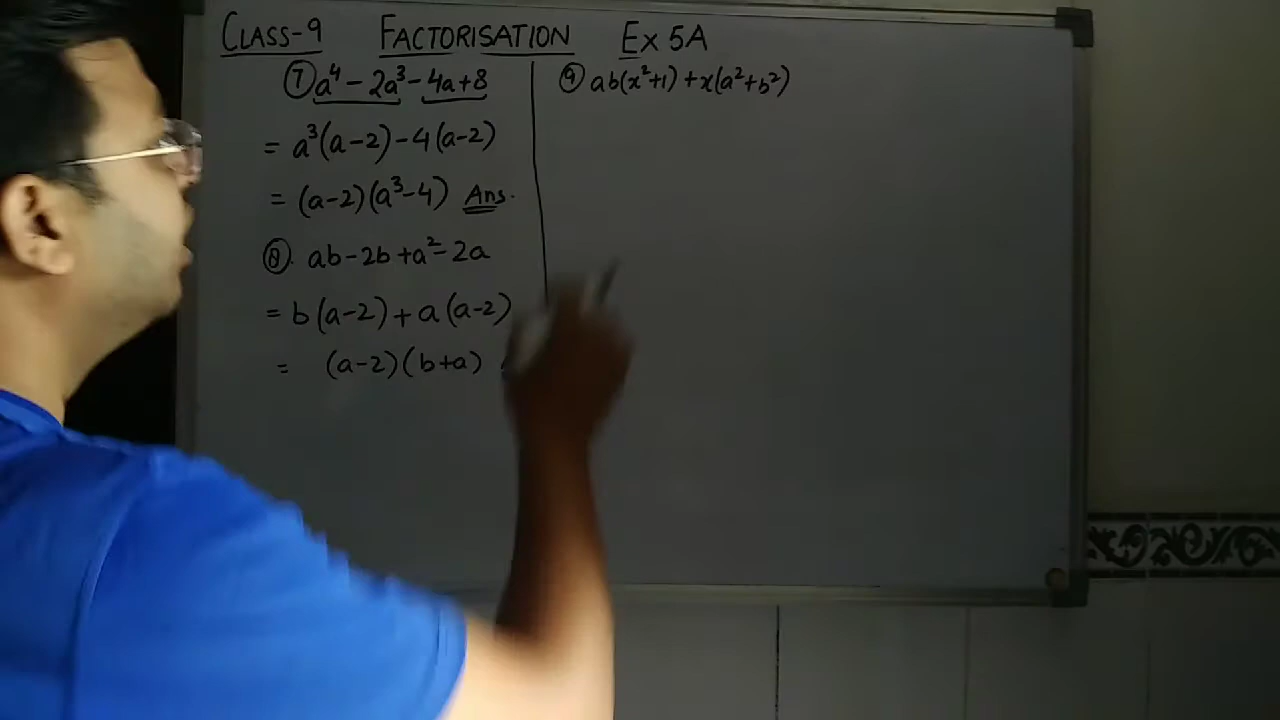 CLASS-9 FACTORISATION Ex 5A
⑦ a⁴ - 2a³ - 4a + 8
= a³(a-2) - 4(a-2)
= (a-2)(a³-4) Ans.
⑧. ab - 2b + a² - 2a
= b(a-2) + a(a-2)
= (a-2)(b+a)
⑨ ab(x²+1) + x(a²+b²)